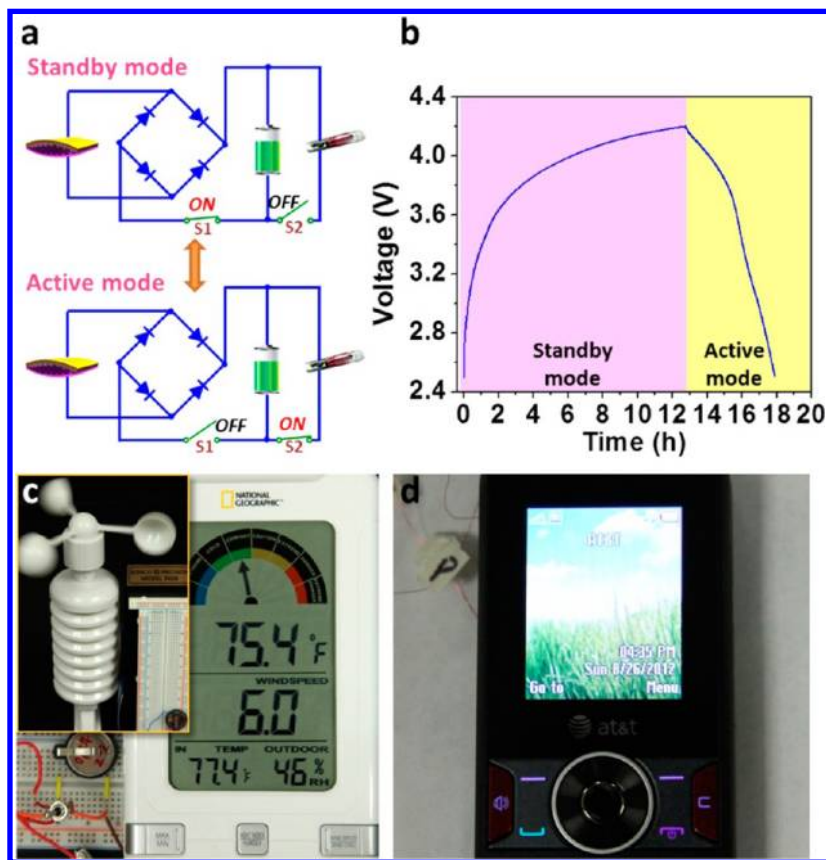 a
Standby mode
ON
OFF
S1
S2
Active mode
OFF
ON
S1
S2
b
4.4
4.0
3.6
3.2
2.8
2.4
Voltage (V)
Standby
mode
Active
mode
0 2 4 6 8 10 12 14 16 18 20
Time (h)
c
NATIONAL
GEOGRAPHIC™
75.4°F
WINDSPEED
6.0
IN TEMP OUTDOOR
77.4°F 46%
RH
d
AT&T
04:35 PM
Sun 8/26/2012
Go to Menu
at&t